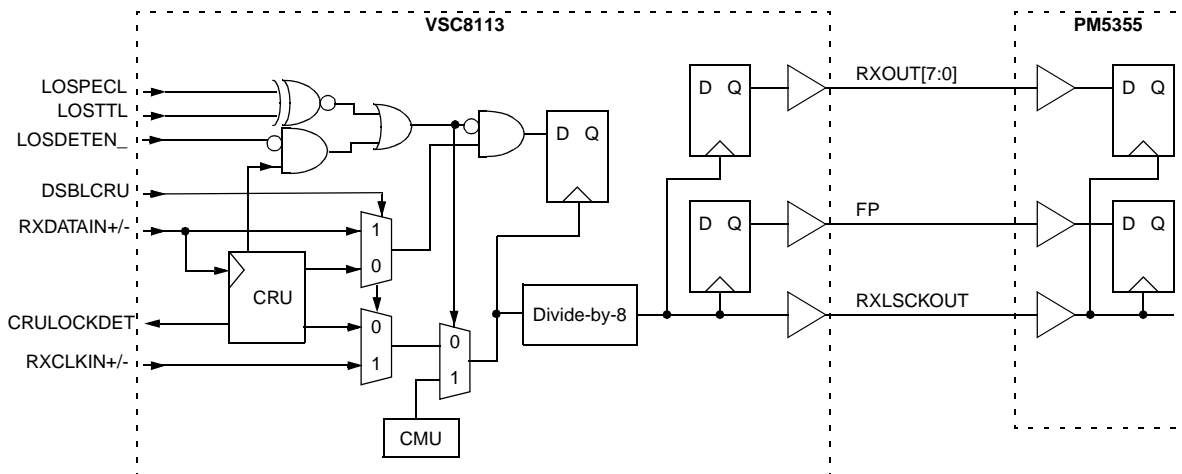 VSC8113
PM5355
LOSPECL
LOSTTL
LOSDETEN_
DSBLCRU
RXDATAIN+/-
CRULOCKDET
RXCLKIN+/-
1
0
CRU
0
1
0
1
CMU
D Q
Divide-by-8
D Q
D Q
RXOUT[7:0]
FP
RXLSCKOUT
D Q
D Q